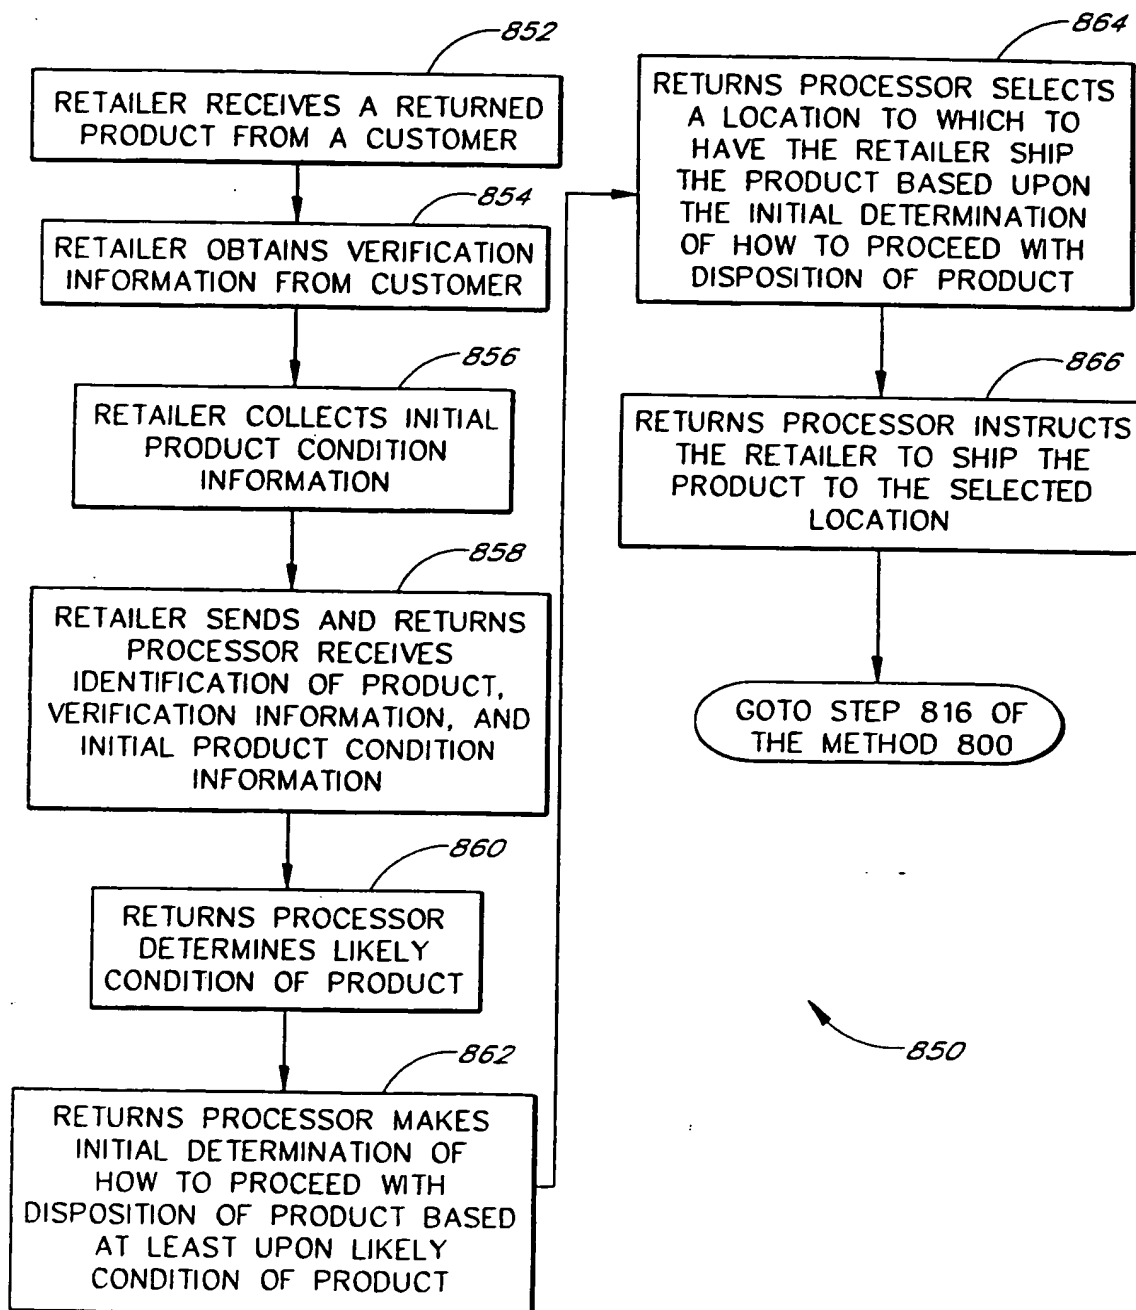 852
RETAILER RECEIVES A RETURNED
PRODUCT FROM A CUSTOMER
854
RETAILER OBTAINS VERIFICATION
INFORMATION FROM CUSTOMER
856
RETAILER COLLECTS INITIAL
PRODUCT CONDITION
INFORMATION
858
RETAILER SENDS AND RETURNS
PROCESSOR RECEIVES
IDENTIFICATION OF PRODUCT,
VERIFICATION INFORMATION, AND
INITIAL PRODUCT CONDITION
INFORMATION
860
RETURNS PROCESSOR
DETERMINES LIKELY
CONDITION OF PRODUCT
862
RETURNS PROCESSOR MAKES
INITIAL DETERMINATION OF
HOW TO PROCEED WITH
DISPOSITION OF PRODUCT BASED
AT LEAST UPON LIKELY
CONDITION OF PRODUCT
864
RETURNS PROCESSOR SELECTS
A LOCATION TO WHICH TO
HAVE THE RETAILER SHIP
THE PRODUCT BASED UPON
THE INITIAL DETERMINATION
OF HOW TO PROCEED WITH
DISPOSITION OF PRODUCT
866
RETURNS PROCESSOR INSTRUCTS
THE RETAILER TO SHIP THE
PRODUCT TO THE SELECTED
LOCATION
GOTO STEP 816 OF
THE METHOD 800
850